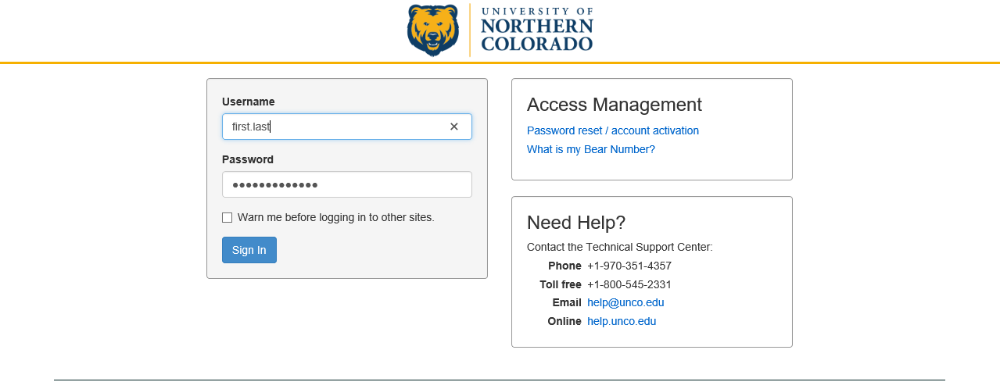 UNIVERSITY OF
NORTHERN
COLORADO
Username
first.last
Password
Warn me before logging in to other sites.
Sign In
Access Management
Password reset / account activation
What is my Bear Number?
Need Help?
Contact the Technical Support Center:
Phone +1-970-351-4357
Toll free +1-800-545-2331
Email help@unco.edu
Online help.unco.edu